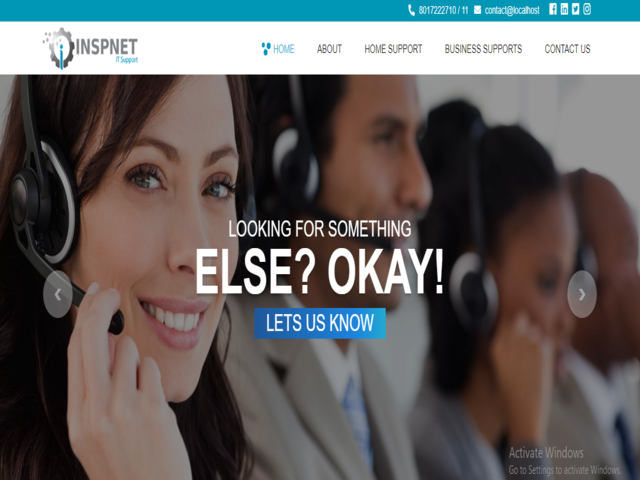 8017222710 / 11 contact@localhost
INSPNET
IT Support
HOME ABOUT HOME SUPPORT BUSINESS SUPPORTS CONTACT US
LOOKING FOR SOMETHING
ELSE? OKAY!
LETS US KNOW
Activate Windows
Go to Settings to activate Windows.